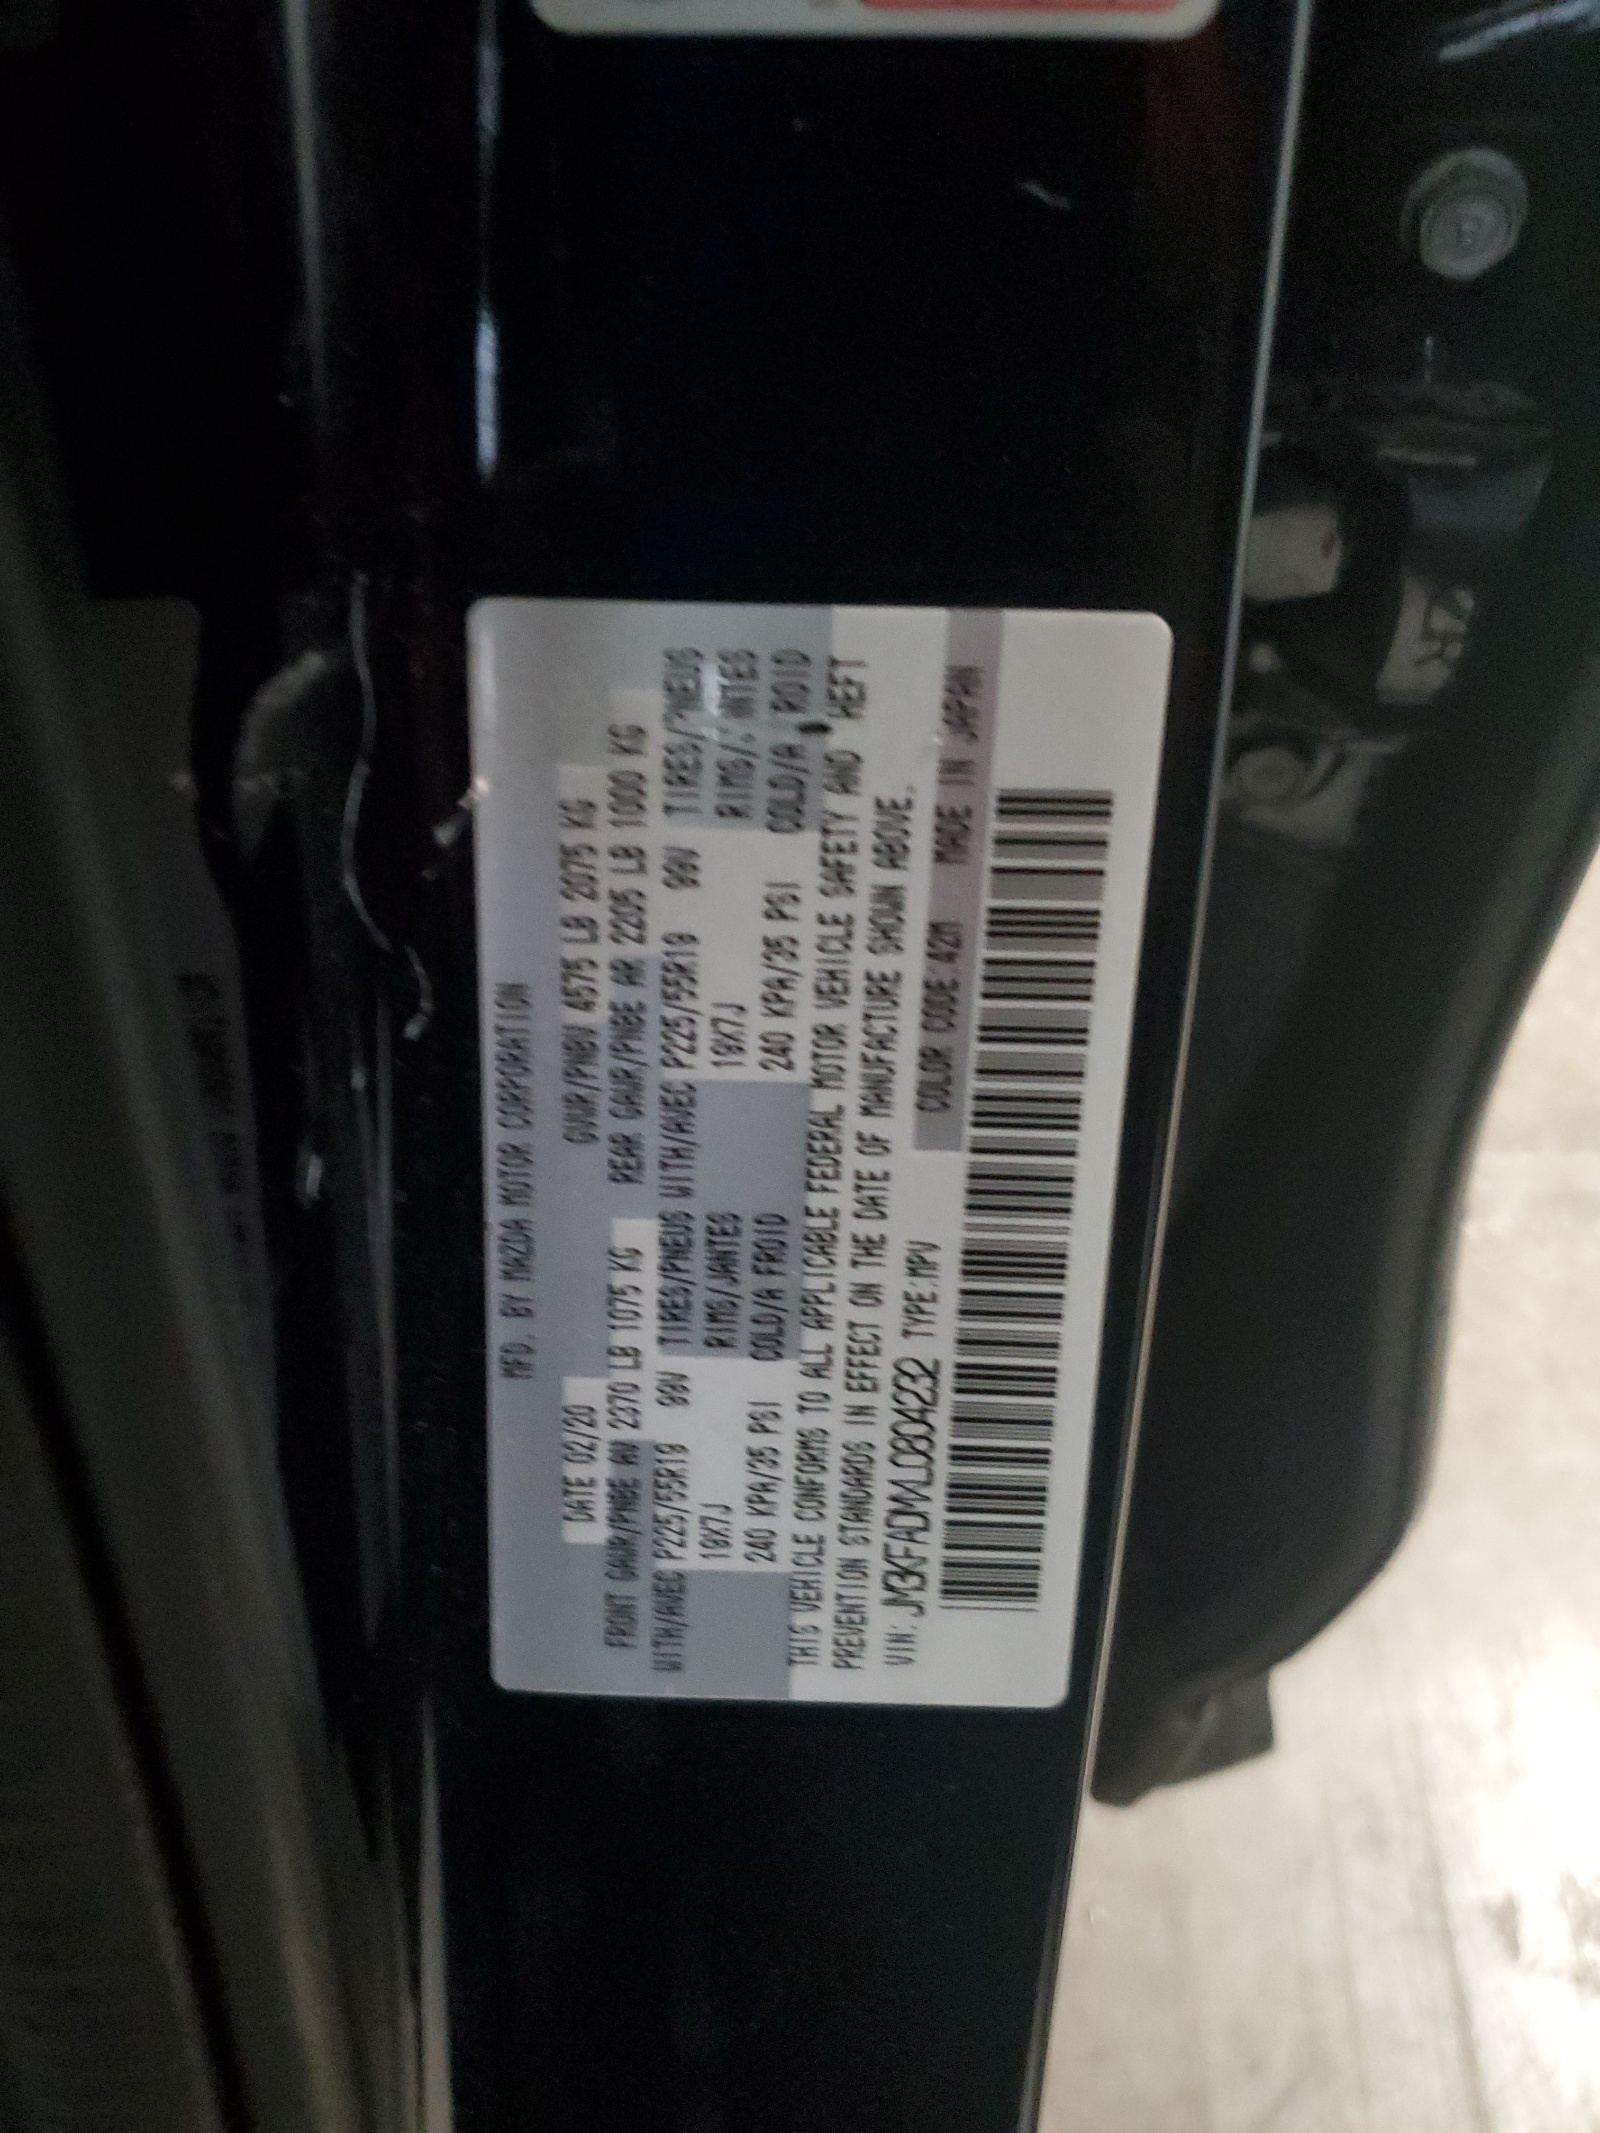 MFD. BY MAZDA MOTOR CORPORATION
DATE 02/20 GVWR/PNBV 4575 LB 2075 KG
FRONT GAWR/PNBE AV 2370 LB 1075 KG REAR GAWR/PNBE AR 2205 LB 1000 KG
WITH/AVEC P225/55R19 99V TIRES/PNEUS WITH/AVEC P225/55R19 99V TIRES/PNEUS
19X7J RIMS/JANTES 19X7J RIMS/JANTES
240 KPA/35 PSI COLD/A FROID 240 KPA/35 PSI COLD/A FROID
THIS VEHICLE CONFORMS TO ALL APPLICABLE FEDERAL MOTOR VEHICLE SAFETY AND THEFT
PREVENTION STANDARDS IN EFFECT ON THE DATE OF MANUFACTURE SHOWN ABOVE.
VIN: JM3KFADM1L0804232 TYPE:MPV COLOR CODE 42M MADE IN JAPAN
2R